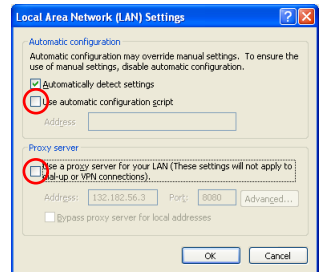 Local Area Network (LAN) Settings
Automatic configuration
Automatic configuration may override manual settings. To ensure the
use of manual settings, disable automatic configuration.
Automatically detect settings
Use automatic configuration script
Address
Proxy server
Use a proxy server for your LAN (These settings will not apply to
dial-up or VPN connections).
Address: 132.182.56.3 Port: 8080 Advanced...
Bypass proxy server for local addresses
OK Cancel